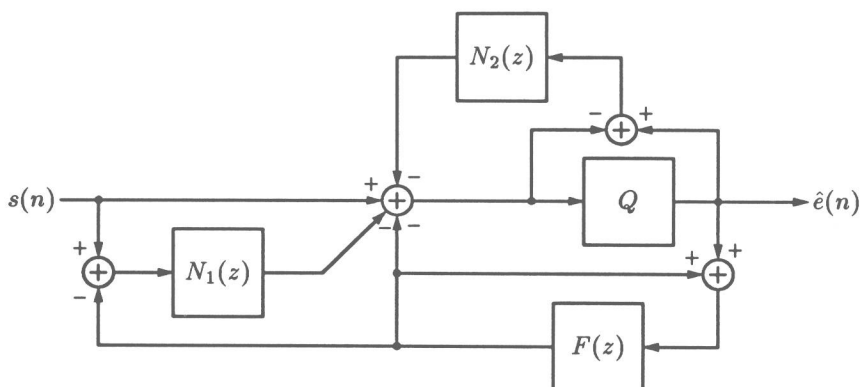 N₂(z)
− + +
s(n) + + − Q ê(n)
+ + N₁(z) − − + + +
−
F(z)